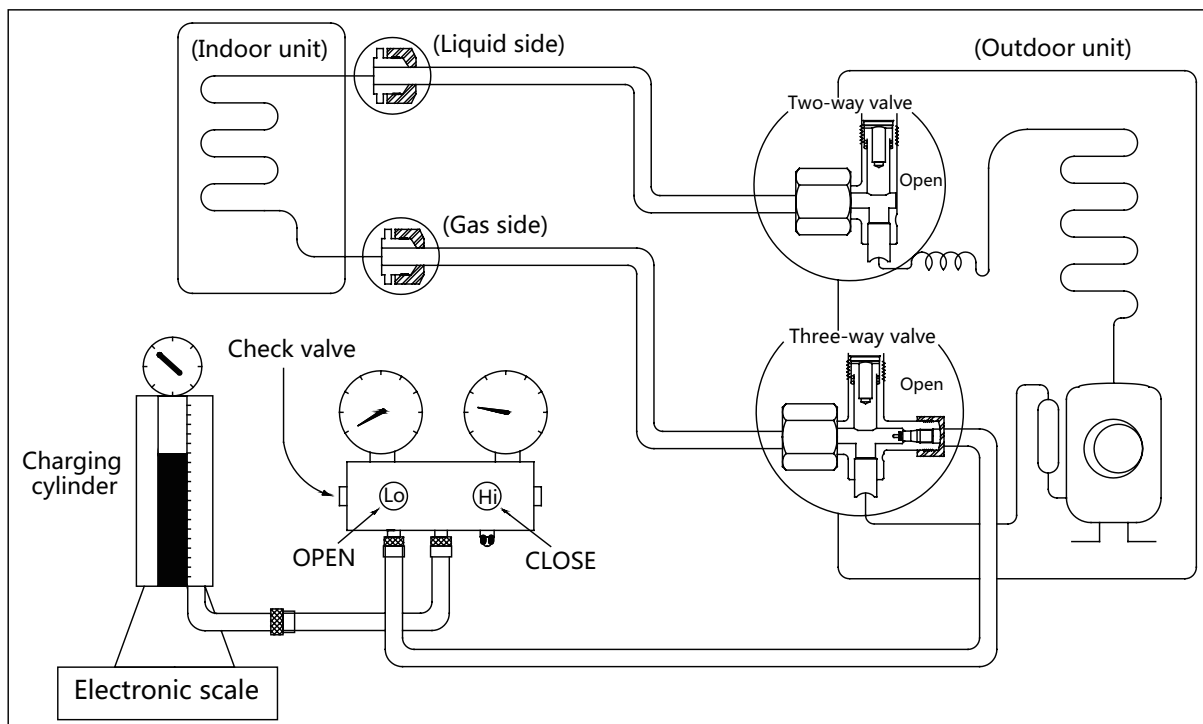 (Indoor unit)
(Liquid side)
(Outdoor unit)
Two-way valve
Open
(Gas side)
Three-way valve
Open
Check valve
Charging
cylinder
Lo
Hi
OPEN
CLOSE
Electronic scale